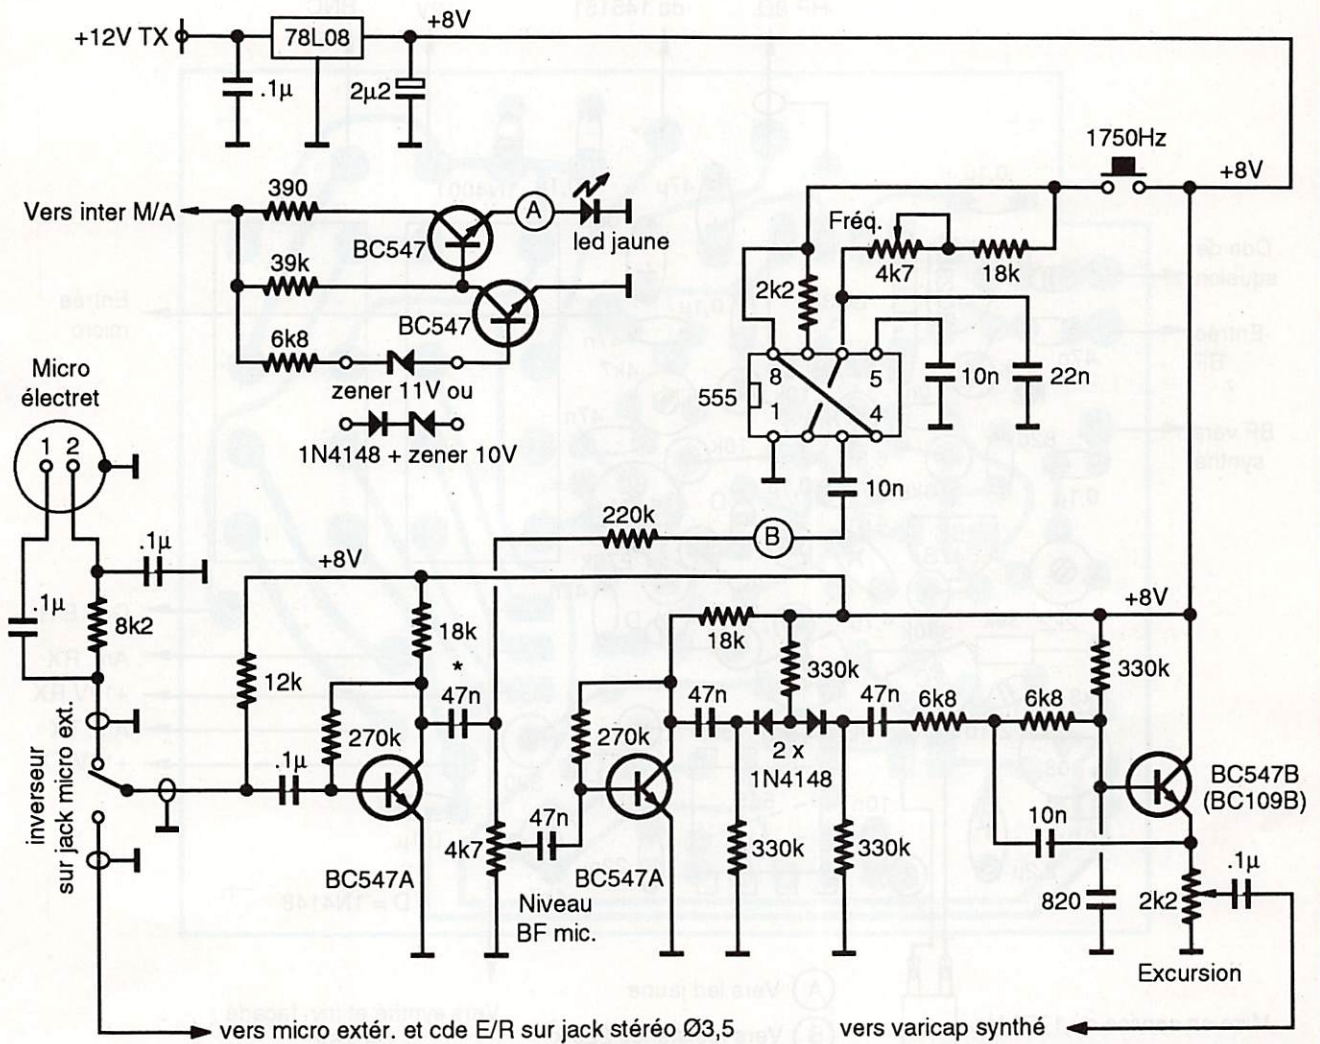 +12V TX
78L08
+8V
.1µ
2µ2
1750Hz
+8V
390
Vers inter M/A
A
led jaune
BC547
Fréq.
4k7
18k
39k
2k2
BC547
6k8
zener 11V ou
1N4148 + zener 10V
8
5
555
1
4
10n
22n
Micro
électret
1 2
10n
220k
B
.1µ
+8V
.1µ
8k2
12k
18k
*
47n
270k
.1µ
18k
330k
+8V
330k
47n
47n
6k8
6k8
270k
2 x
1N4148
BC547B
(BC109B)
inverseur
sur jack micro ext.
47n
4k7
10n
330k
330k
BC547A
BC547A
.1µ
820
2k2
Niveau
BF mic.
Excursion
vers micro extér. et cde E/R sur jack stéréo Ø3,5
vers varicap synthé